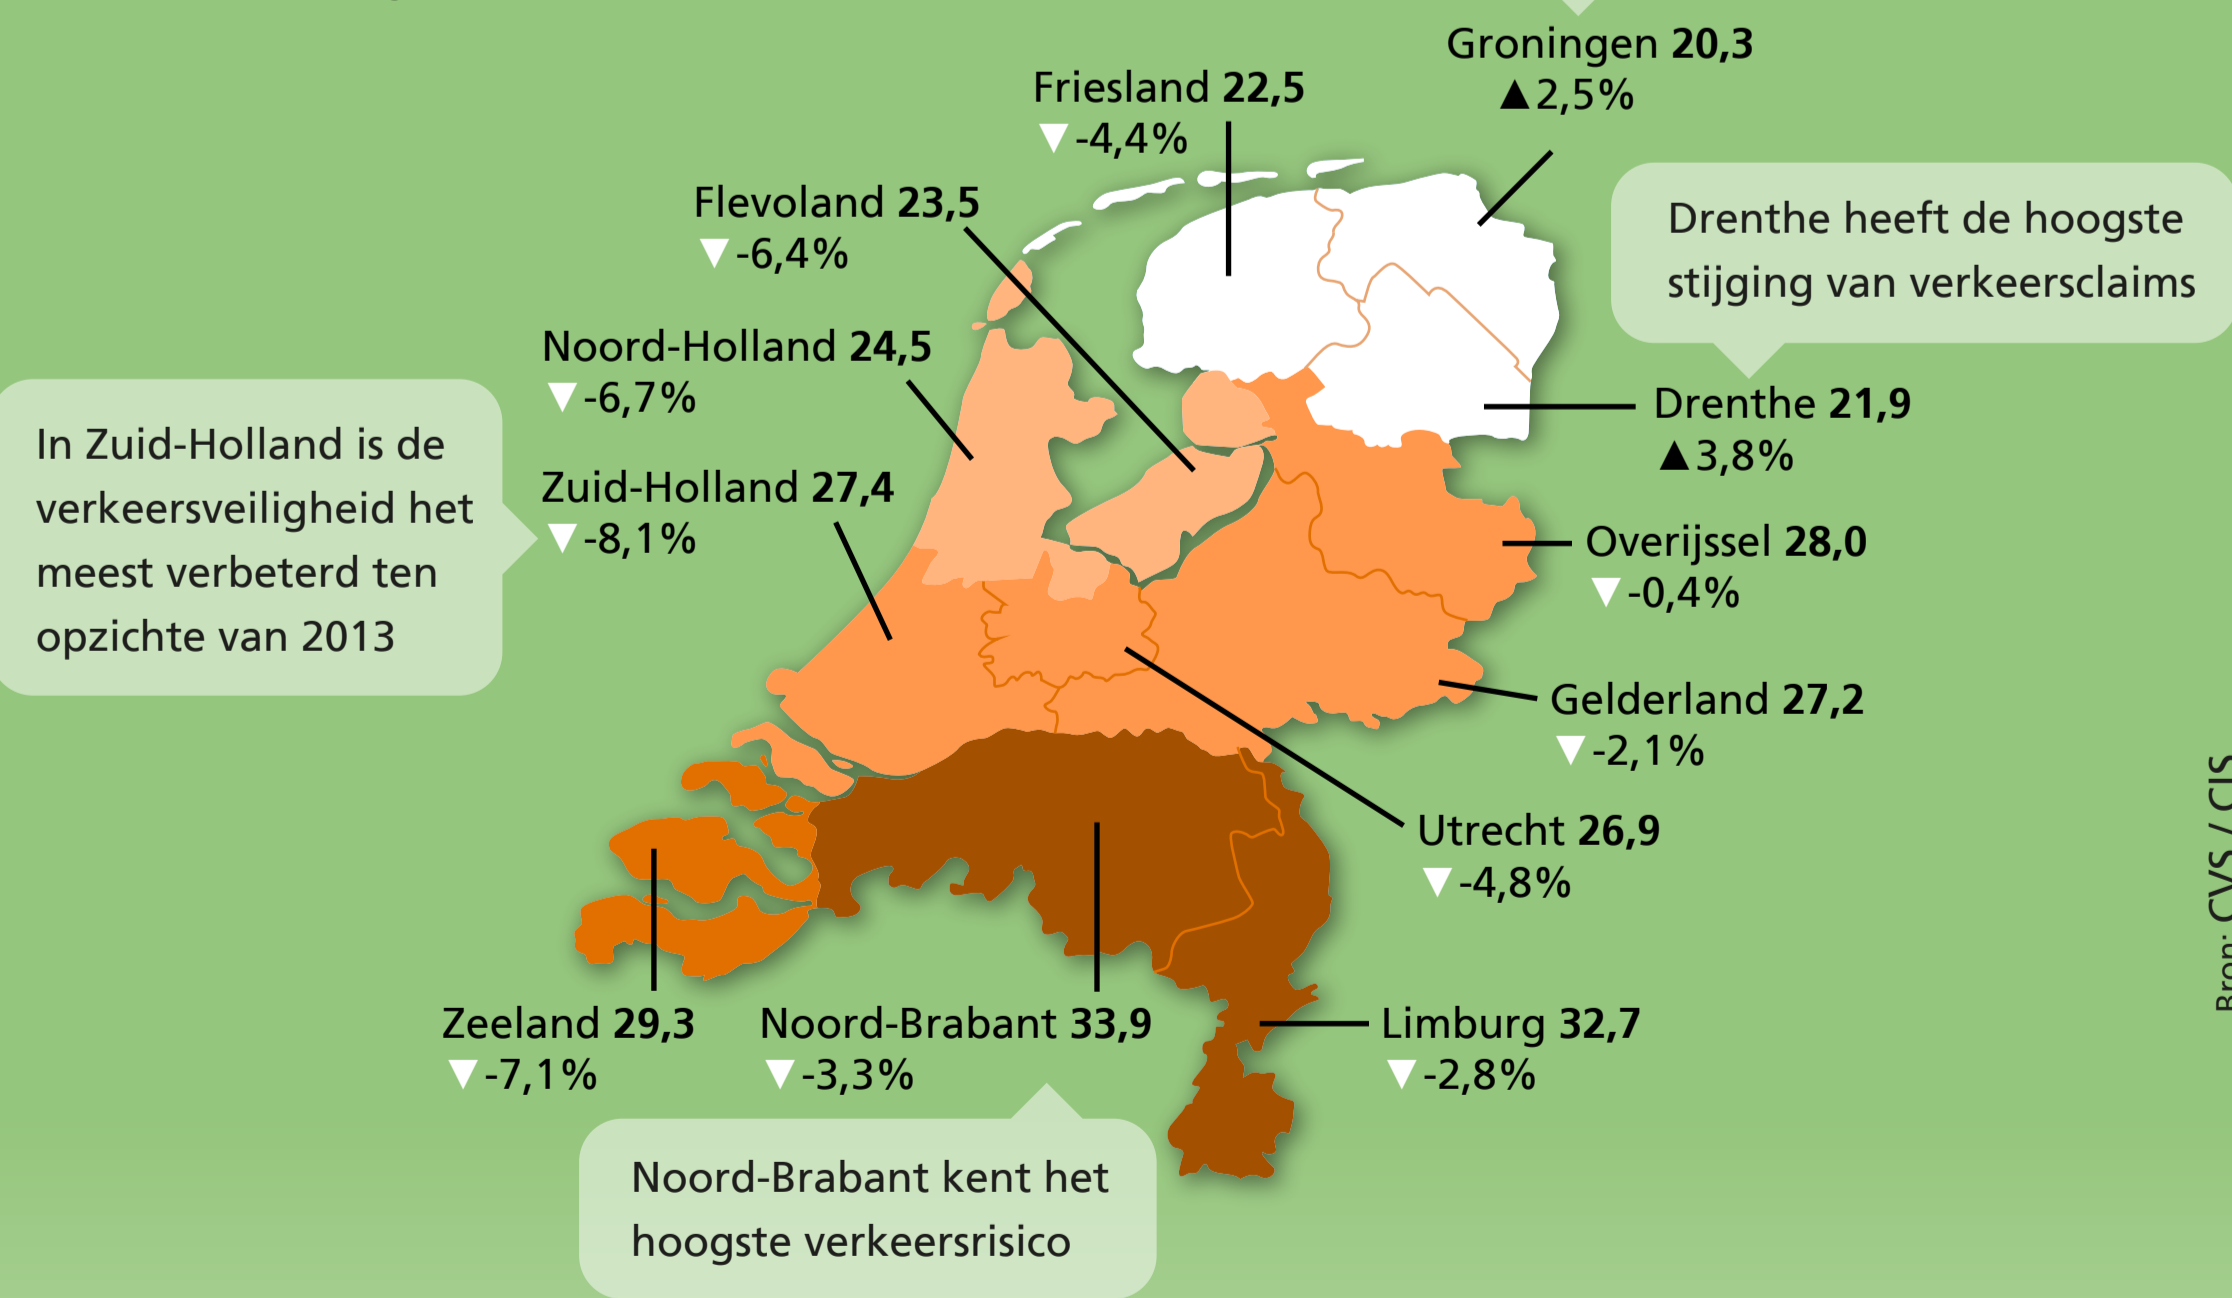 Groningen 20,3
▲2,5%
Friesland 22,5
▼-4,4%
Flevoland 23,5
▼-6,4%
Drenthe heeft de hoogste
stijging van verkeersclaims
Noord-Holland 24,5
▼-6,7%
Drenthe 21,9
▲3,8%
In Zuid-Holland is de
verkeersveiligheid het
meest verbeterd ten
opzichte van 2013
Zuid-Holland 27,4
▼-8,1%
Overijssel 28,0
▼-0,4%
Gelderland 27,2
▼-2,1%
Utrecht 26,9
▼-4,8%
Zeeland 29,3
▼-7,1%
Noord-Brabant 33,9
▼-3,3%
Limburg 32,7
▼-2,8%
Noord-Brabant kent het
hoogste verkeersrisico
Bron: CVS / CIS